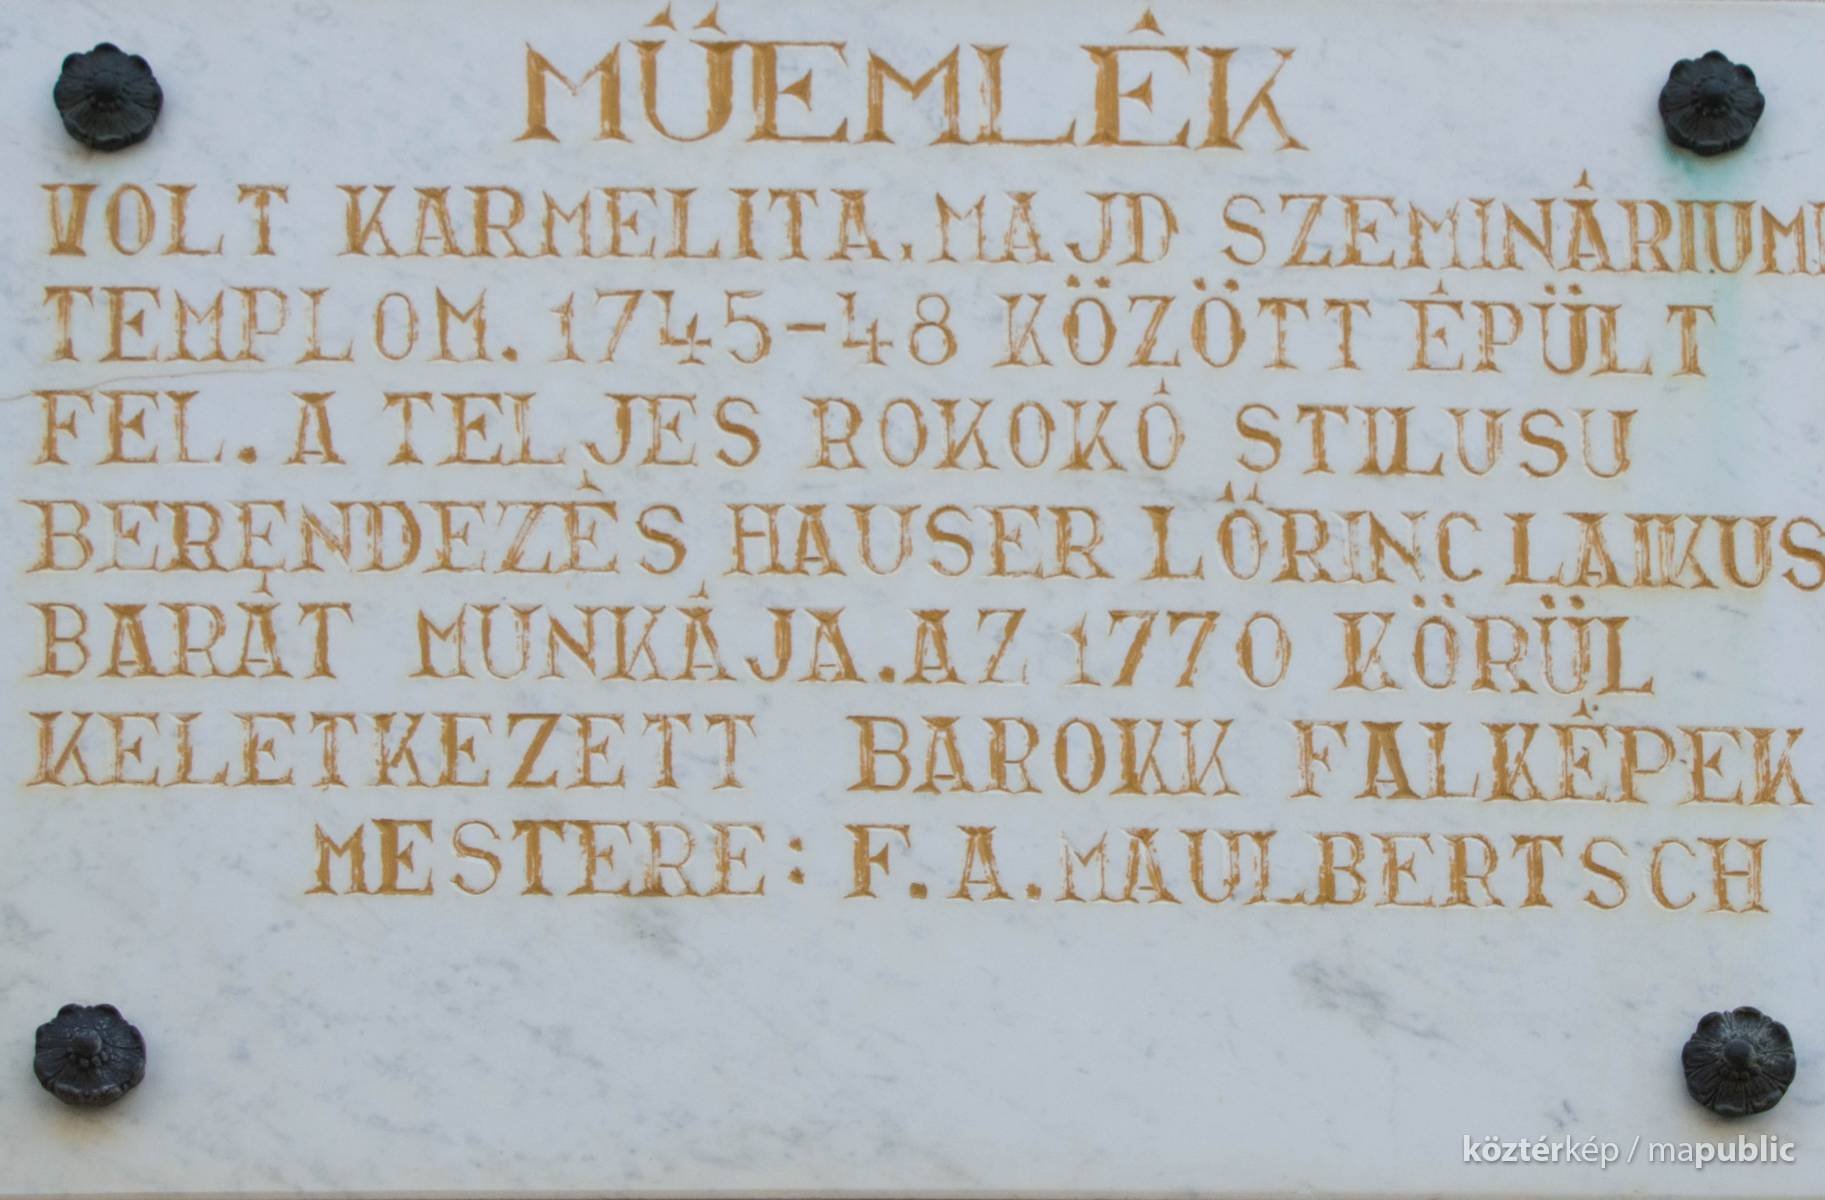 MŰEMLÉK
VOLT KARMELITA, MAJD SZEMINÁRIUMI
TEMPLOM. 1745-48 KÖZÖTT ÉPÜLT
FEL. A TELJES ROKOKÓ STILUSU
BERENDEZÉS HAUSER LŐRINC LAIKUS
BARÁT MUNKÁJA. AZ 1770 KÖRÜL
KELETKEZETT BAROKK FALKÉPEK
MESTERE: F. A. MAULBERTSCH
köztérkép / mapublic